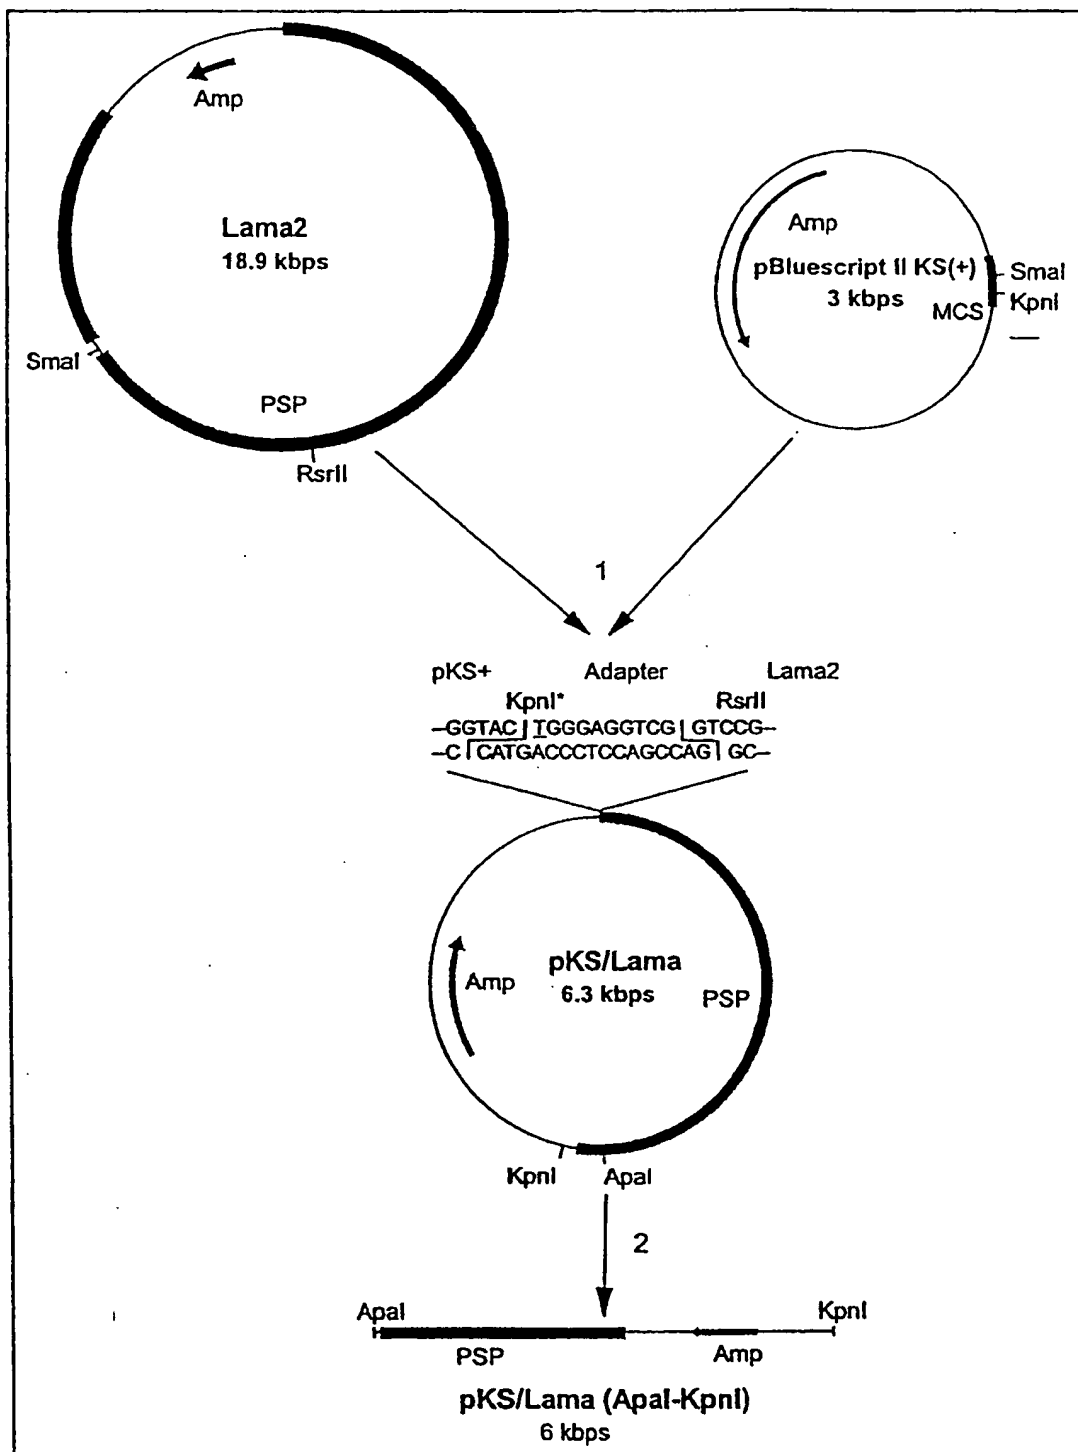 Amp
Lama2
18.9 kbps
SmaI
PSP
RsrII
Amp
pBluescript II KS(+)
3 kbps
SmaI
KpnI
MCS
1
pKS+ Adapter Lama2
KpnI* RsrII
–GGTAC TGGGAGGTCG GTCCG–
–C CATGACCCTCCAGCCAG GC–
pKS/Lama
6.3 kbps
Amp
PSP
KpnI
ApaI
2
ApaI
KpnI
PSP
Amp
pKS/Lama (ApaI-KpnI)
6 kbps